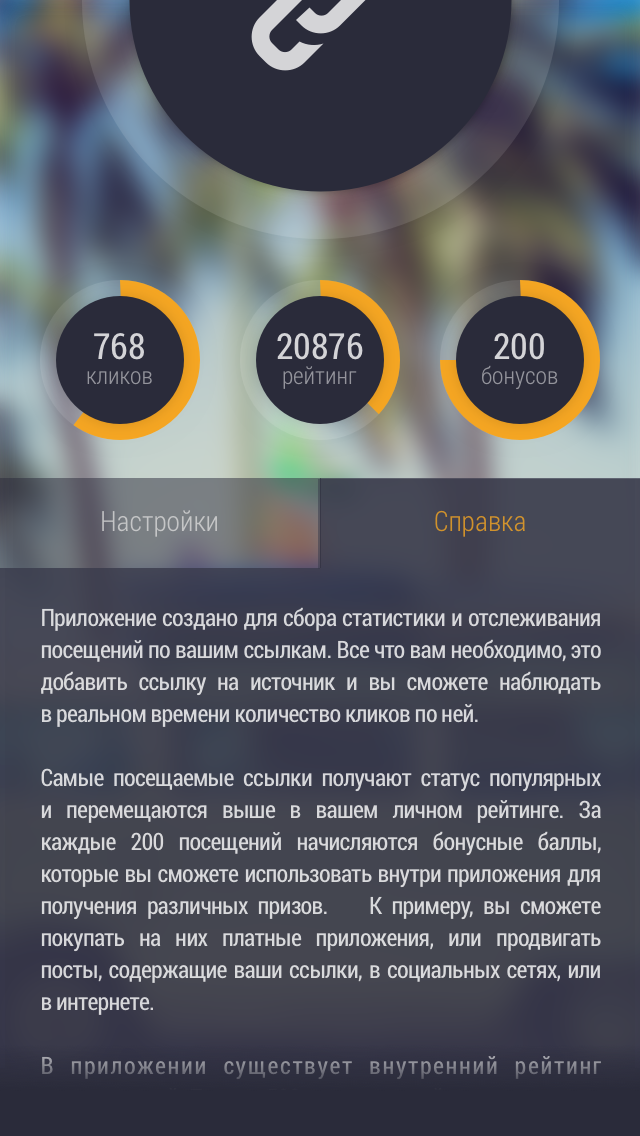 768
кликов
20876
рейтинг
200
бонусов
Настройки
Справка
Приложение создано для сбора статистики и отслеживания
посещений по вашим ссылкам. Все что вам необходимо, это
добавить ссылку на источник и вы сможете наблюдать
в реальном времени количество кликов по ней.
Самые посещаемые ссылки получают статус популярных
и перемещаются выше в вашем личном рейтинге. За
каждые 200 посещений начисляются бонусные баллы,
которые вы сможете использовать внутри приложения для
получения различных призов. К примеру, вы сможете
покупать на них платные приложения, или продвигать
посты, содержащие ваши ссылки, в социальных сетях, или
в интернете.
В приложении существует внутренний рейтинг